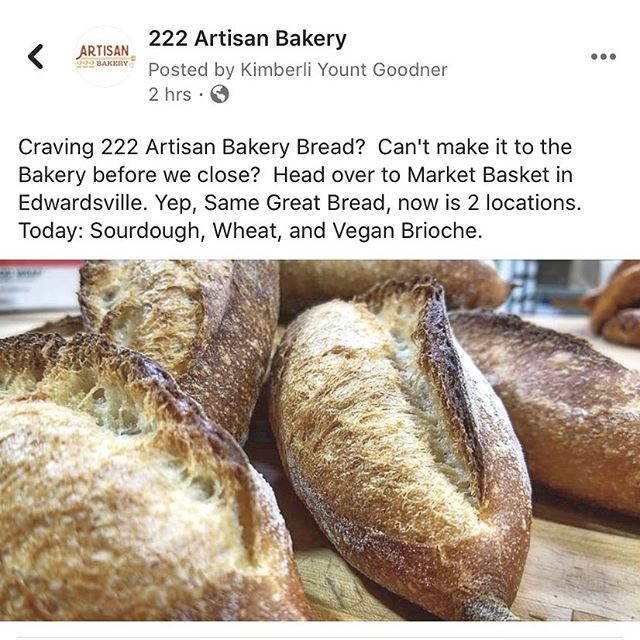 222 Artisan Bakery
ARTISAN
222 BAKERY
Posted by Kimberli Yount Goodner
2 hrs ·
Craving 222 Artisan Bakery Bread?  Can't make it to the
Bakery before we close?  Head over to Market Basket in
Edwardsville. Yep, Same Great Bread, now is 2 locations.
Today: Sourdough, Wheat, and Vegan Brioche.